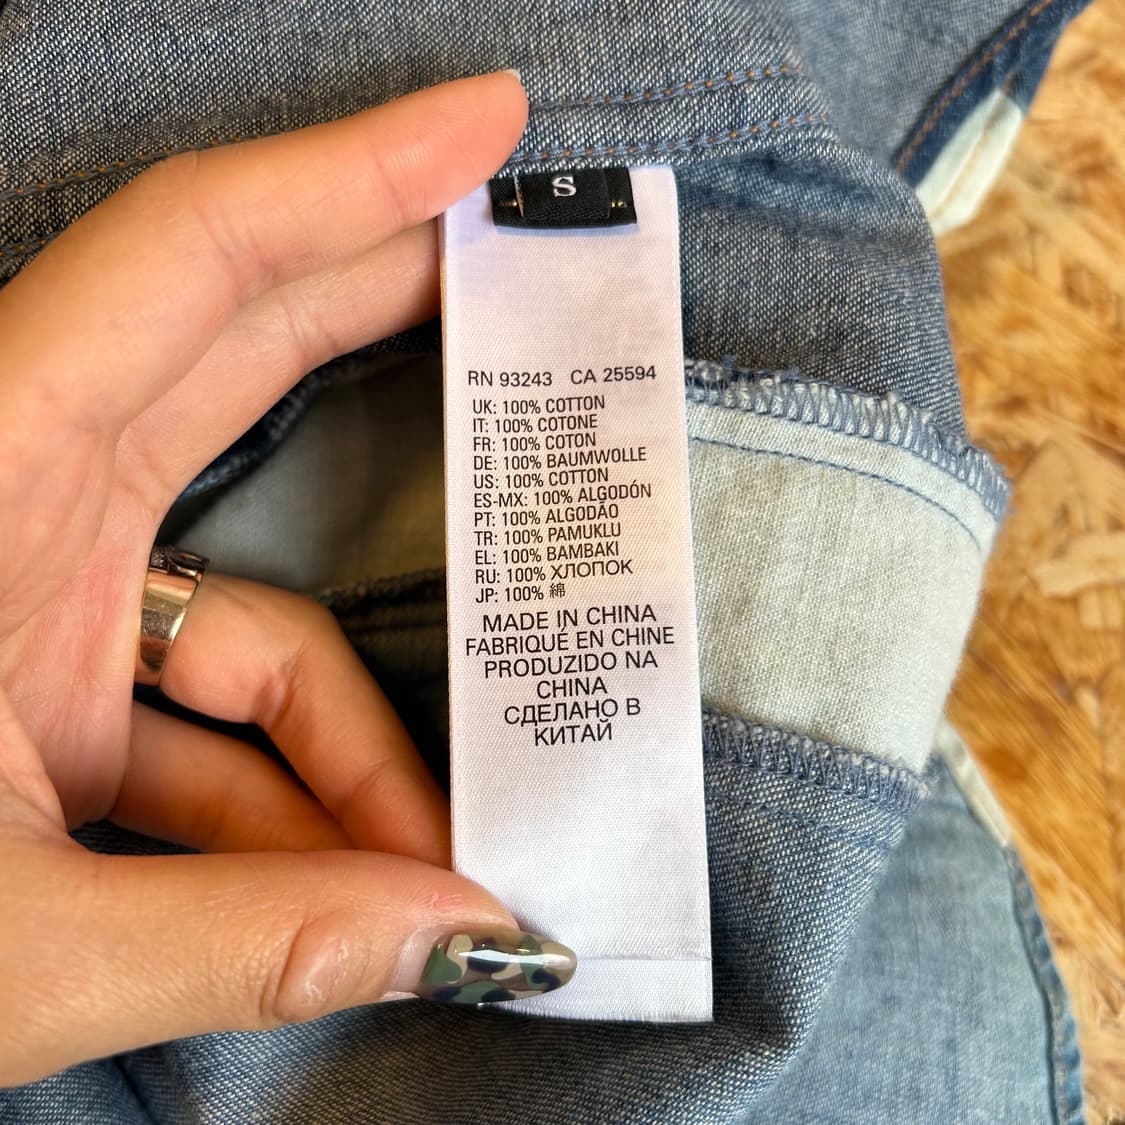 S
RN 93243 CA 25594
UK: 100% COTTON
IT: 100% COTONE
FR: 100% COTON
DE: 100% BAUMWOLLE
US: 100% COTTON
ES-MX: 100% ALGODÓN
PT: 100% ALGODÃO
TR: 100% PAMUKLU
EL: 100% BAMBAKI
RU: 100% ХЛОПОК
JP: 100% 綿
MADE IN CHINA
FABRIQUÉ EN CHINE
PRODUZIDO NA
CHINA
СДЕЛАНО В
КИТАЙ